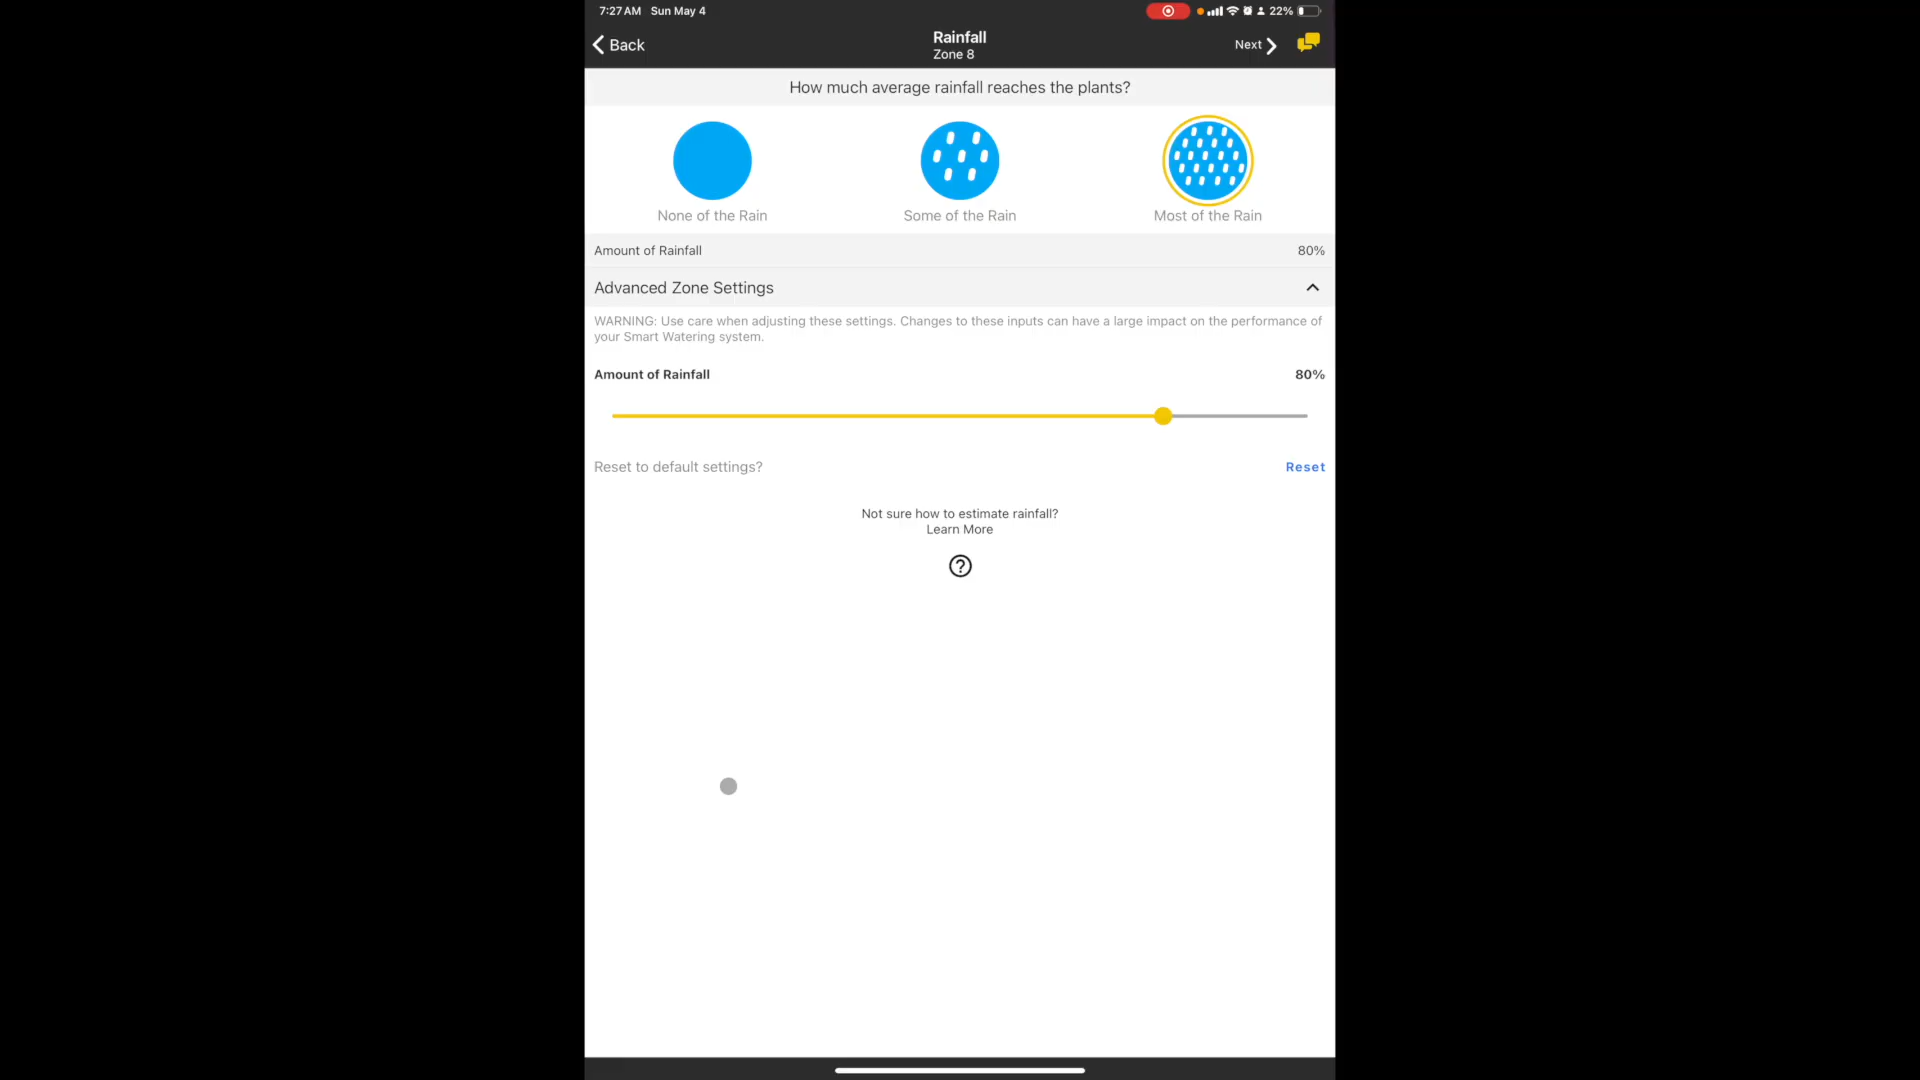 7:27 AM Sun May 4
22%
Back
Rainfall
Zone 8
Next
How much average rainfall reaches the plants?
None of the Rain
Some of the Rain
Most of the Rain
Amount of Rainfall
80%
Advanced Zone Settings
WARNING: Use care when adjusting these settings. Changes to these inputs can have a large impact on the performance of
your Smart Watering system.
Amount of Rainfall
80%
Reset to default settings?
Reset
Not sure how to estimate rainfall?
Learn More
?